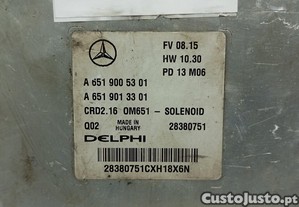 FV 08.15
HW 10.30
PD 13 M06
A 651 900 53 01
A 651 901 33 01
CRD2.16 OM651 - SOLENOID
Q02 MADE IN HUNGARY 28380751
DELPHI
28380751CXH18X6N
CustoJusto.pt